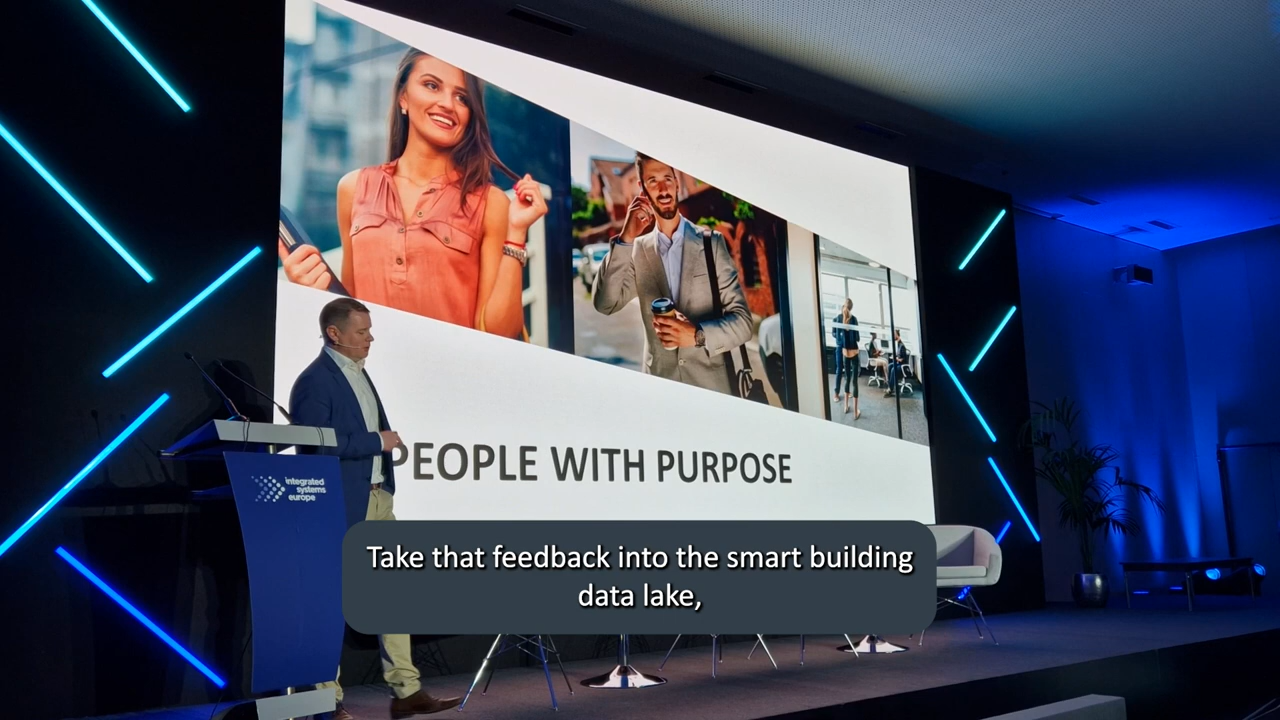 PEOPLE WITH PURPOSE
integrated
systems
europe
Take that feedback into the smart building
data lake,